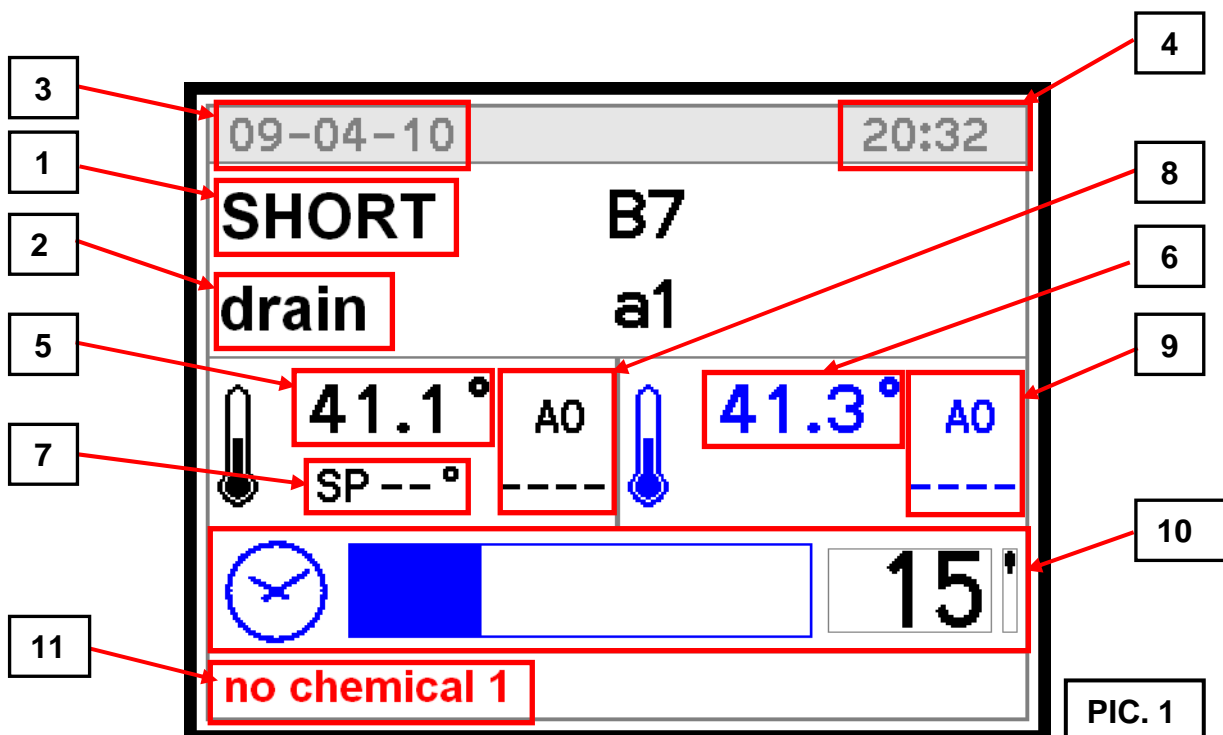 4
3
09-04-10 20:32
1
8
SHORT B7
2
6
drain a1
5
9
41.1° A0 41.3° A0
7
SP --° ---- ----
10
15'
11
no chemical 1
PIC. 1